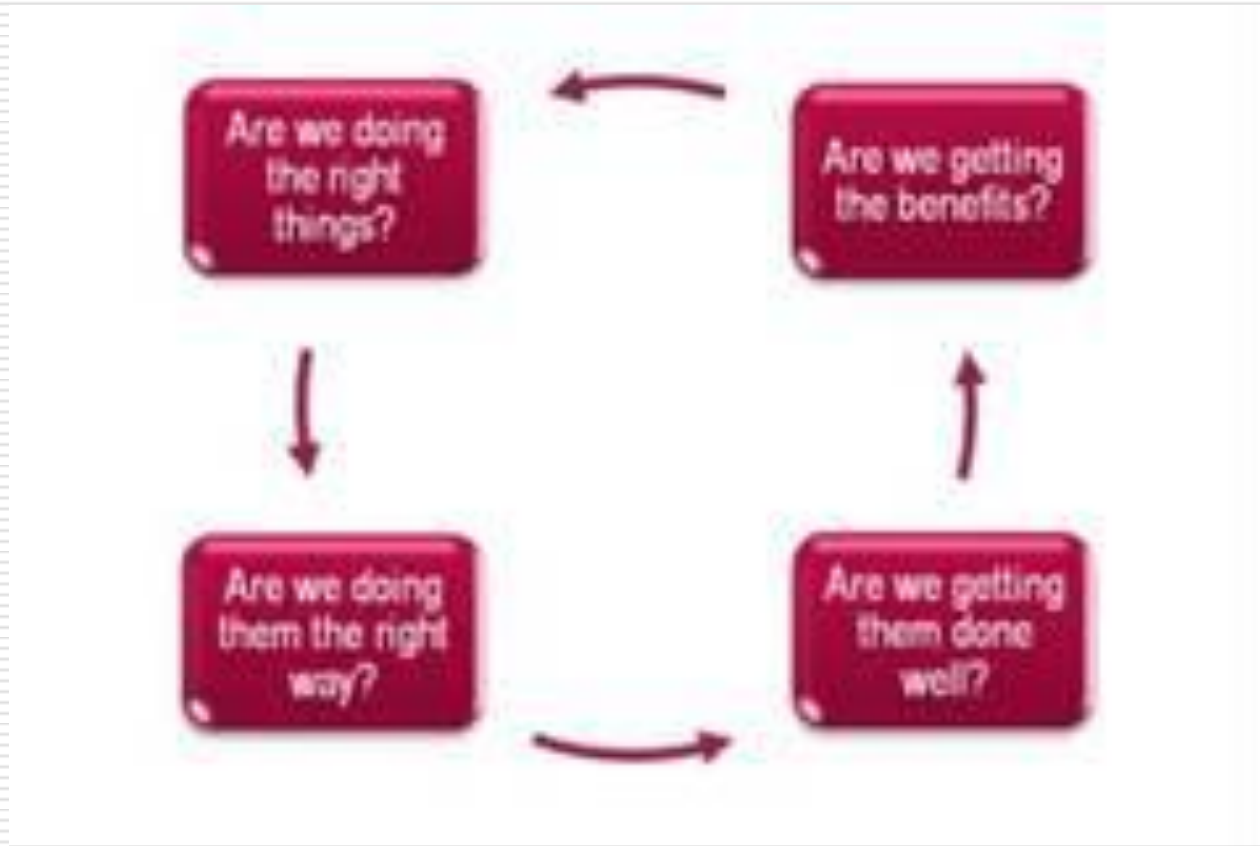 Are we doing
the right
things?
Are we getting
the benefits?
Are we doing
them the right
way?
Are we getting
them done
well?